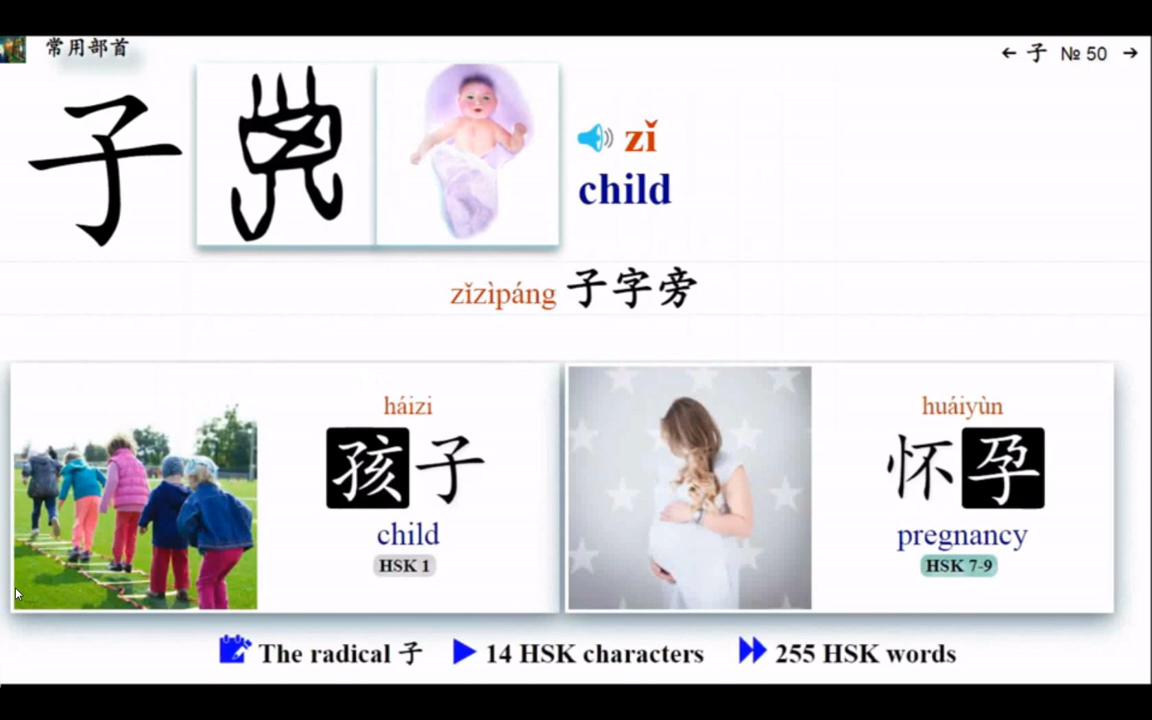 常用部首
← 子 № 50 →
子
zǐ
child
zǐzìpáng 子字旁
háizi
孩子
child
HSK 1
huáiyùn
怀孕
pregnancy
HSK 7-9
The radical 子
14 HSK characters
255 HSK words